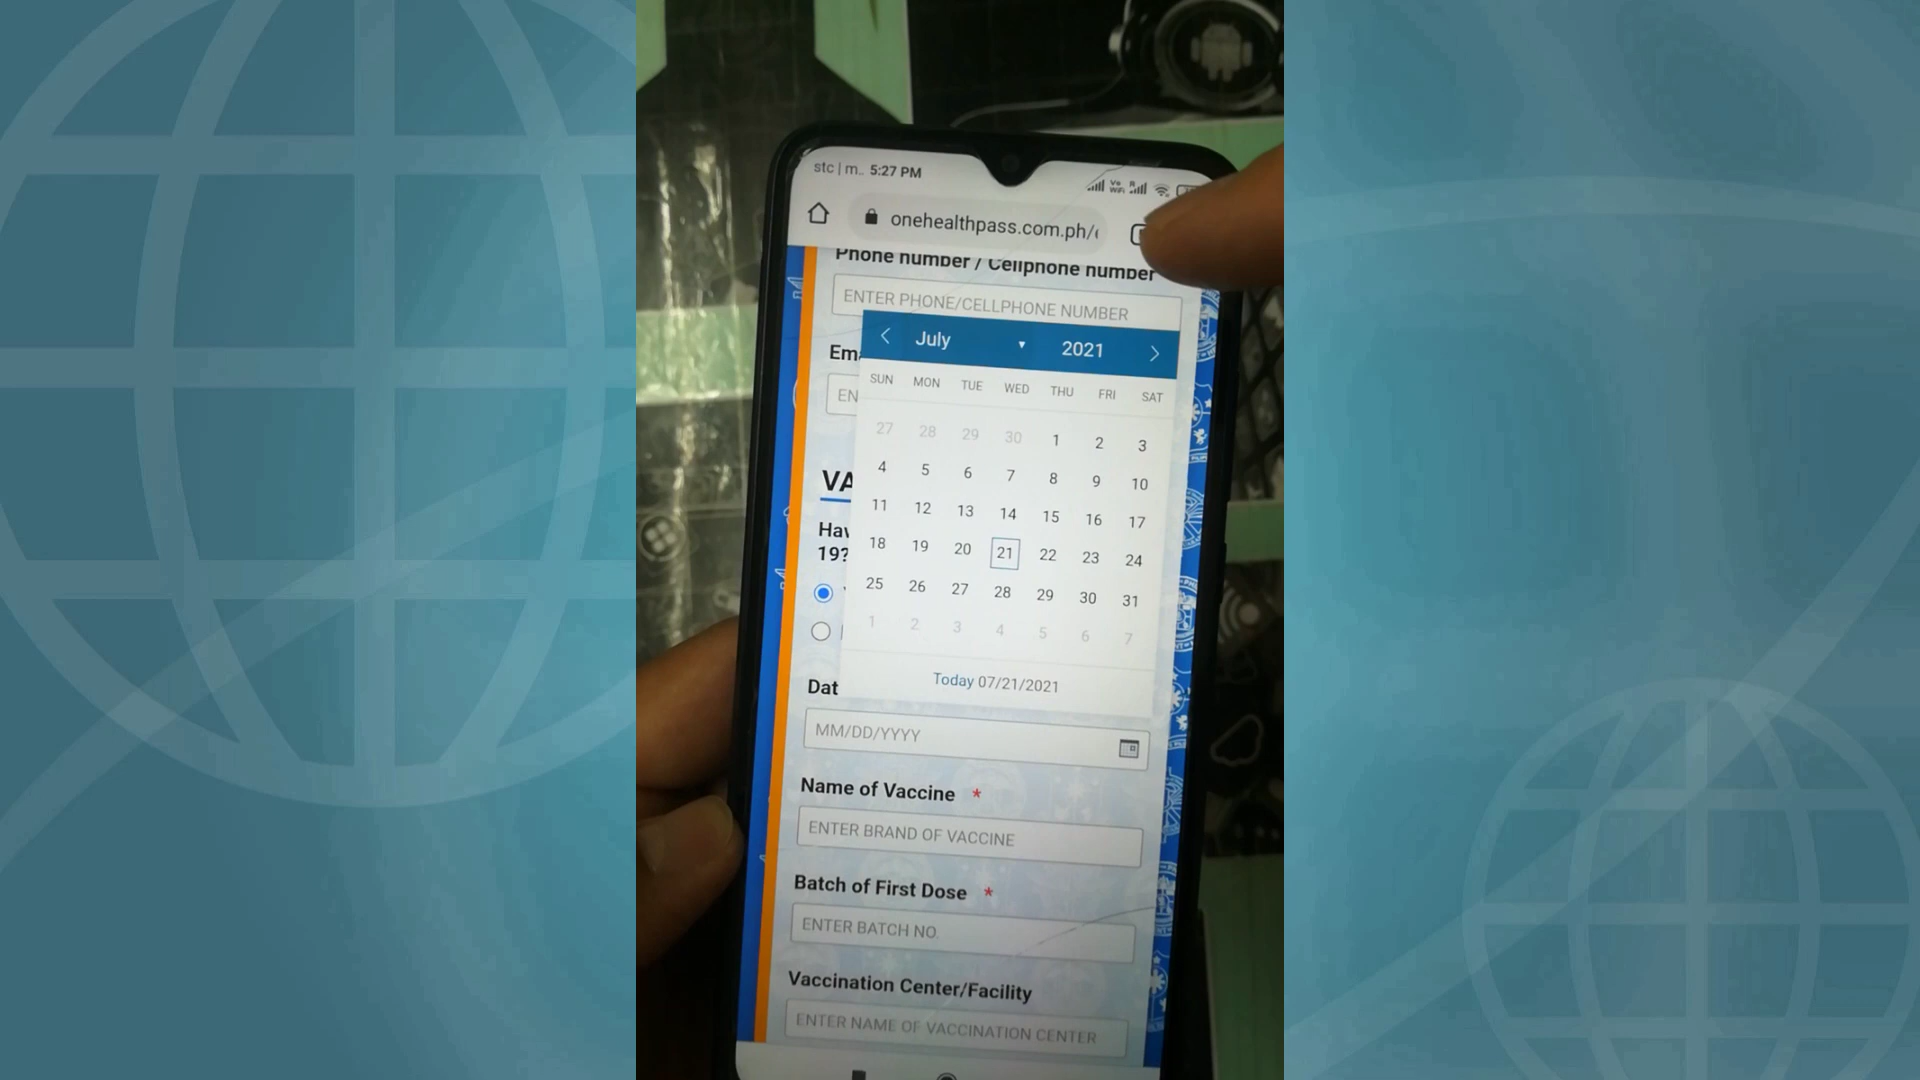 stc | m.. 5:27 PM
onehealthpass.com.ph/
Phone number / Cellphone number
ENTER PHONE/CELLPHONE NUMBER
July 2021
Em
EN
SUN MON TUE WED THU FRI SAT
27 28 29 30 1 2 3
4 5 6 7 8 9 10
11 12 13 14 15 16 17
18 19 20 21 22 23 24
25 26 27 28 29 30 31
1 2 3 4 5 6 7
VA
Hav
19?
Today 07/21/2021
Dat
MM/DD/YYYY
Name of Vaccine *
ENTER BRAND OF VACCINE
Batch of First Dose *
ENTER BATCH NO.
Vaccination Center/Facility
ENTER NAME OF VACCINATION CENTER